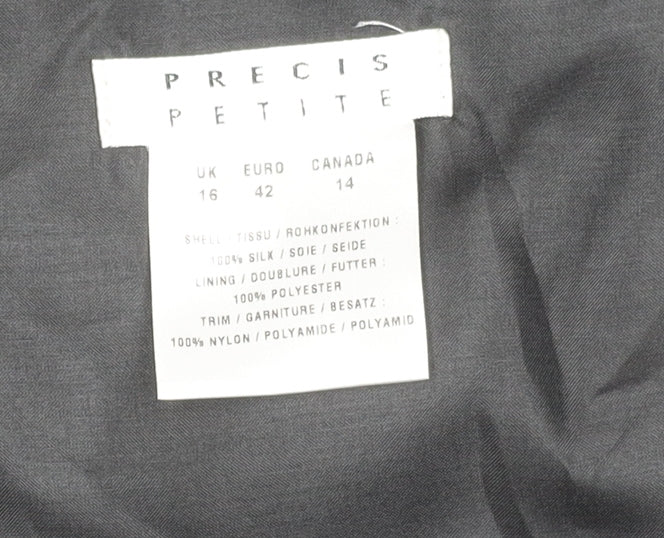 PRECIS
PETITE
UK EURO CANADA
16 42 14
SHELL / TISSU / ROHKONFEKTION :
100% SILK / SOIE / SEIDE
LINING / DOUBLURE / FUTTER :
100% POLYESTER
TRIM / GARNITURE / BESATZ :
100% NYLON / POLYAMIDE / POLYAMID